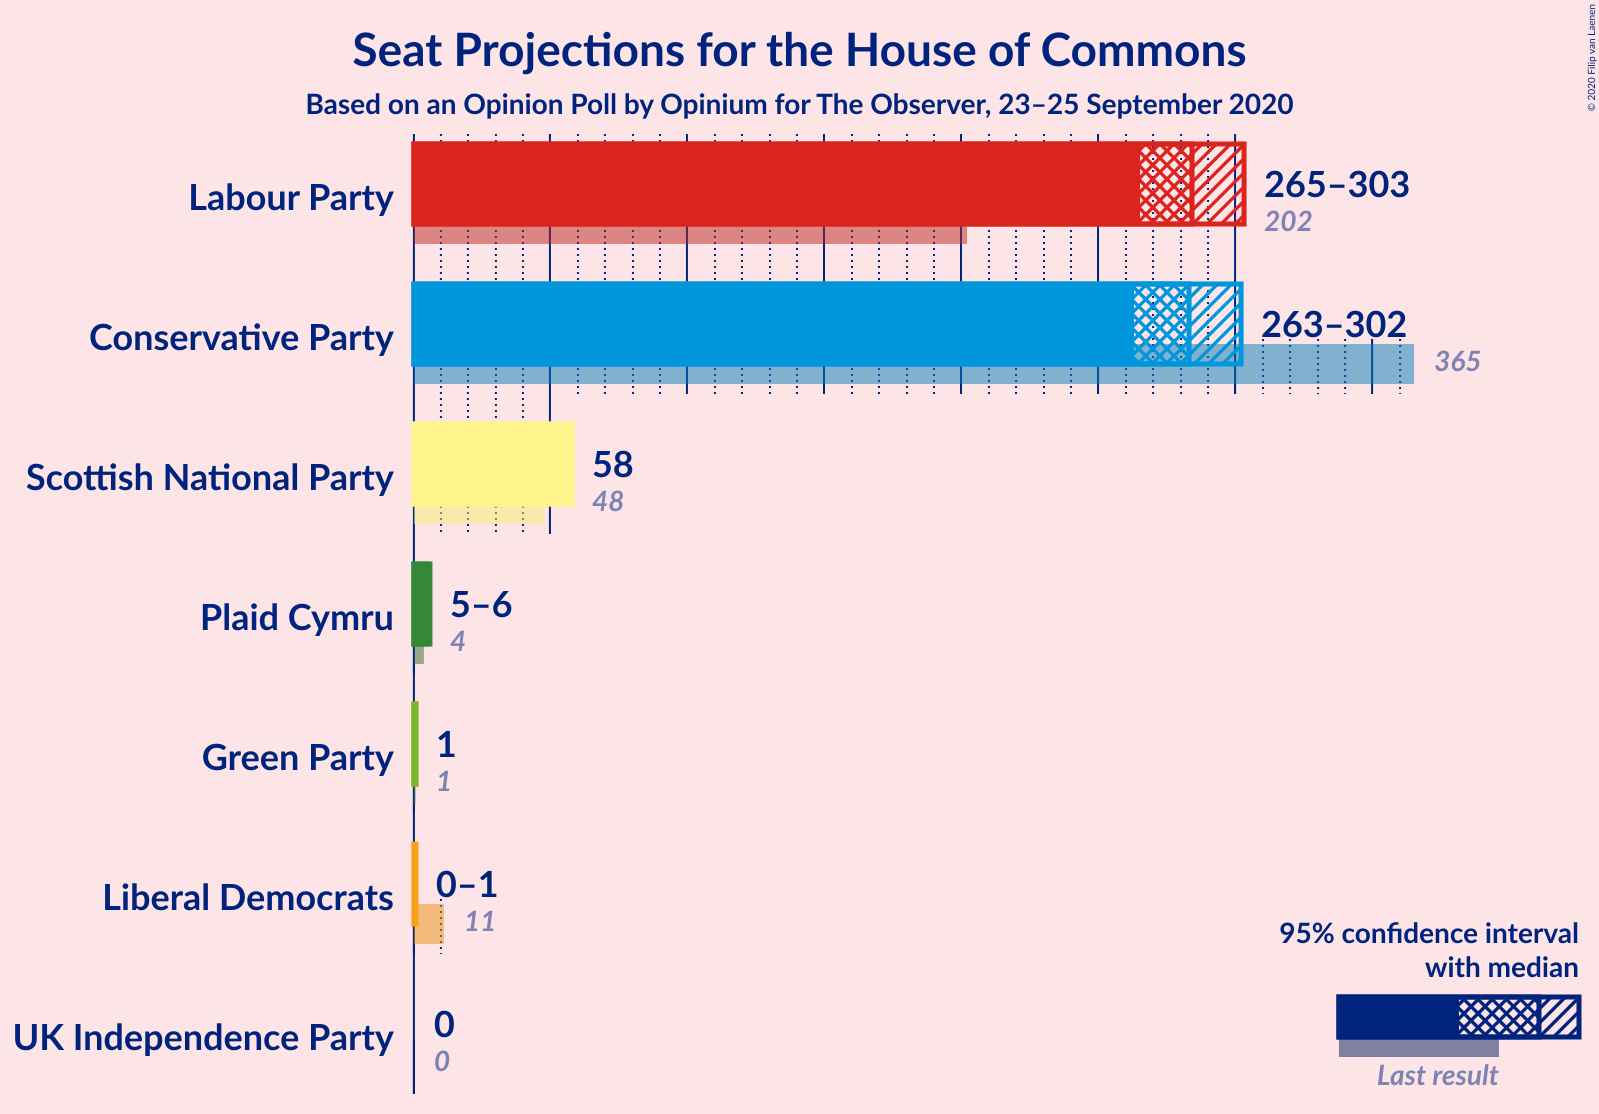 Seat Projections for the House of Commons
Based on an Opinion Poll by Opinium for The Observer, 23–25 September 2020
© 2020 Filip van Laenen
Labour Party
265–303
202
Conservative Party
263–302
365
Scottish National Party
58
48
Plaid Cymru
5–6
4
Green Party
1
1
Liberal Democrats
0–1
11
UK Independence Party
0
0
95% confidence interval
with median
Last result